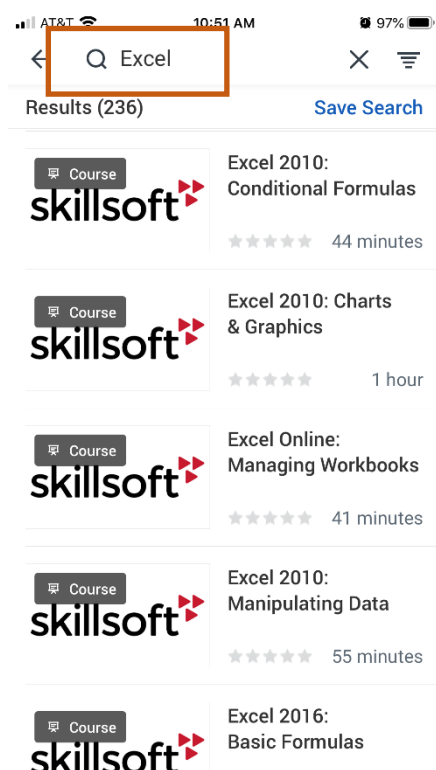 AT&T 10:51 AM 97%
Excel
Results (236) Save Search
Course
skillsoft
Excel 2010:
Conditional Formulas
44 minutes
Course
skillsoft
Excel 2010: Charts
& Graphics
1 hour
Course
skillsoft
Excel Online:
Managing Workbooks
41 minutes
Course
skillsoft
Excel 2010:
Manipulating Data
55 minutes
Course
skillsoft
Excel 2016:
Basic Formulas